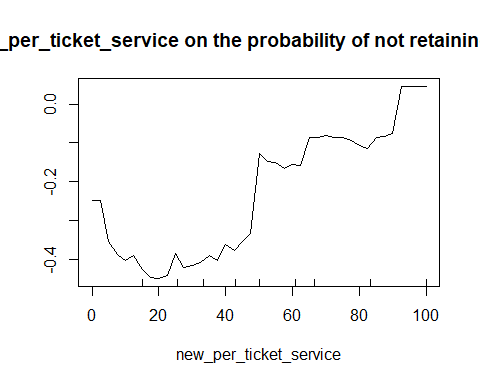 _per_ticket_service on the probability of not retainin
0.0
-0.2
-0.4
0 20 40 60 80 100
new_per_ticket_service